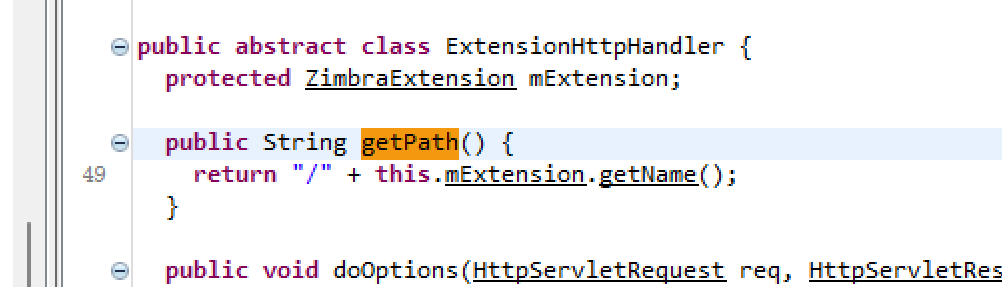 public abstract class ExtensionHttpHandler {
protected ZimbraExtension mExtension;
public String getPath() {
49 return "/" + this.mExtension.getName();
}
public void doOptions(HttpServletRequest req, HttpServletRes